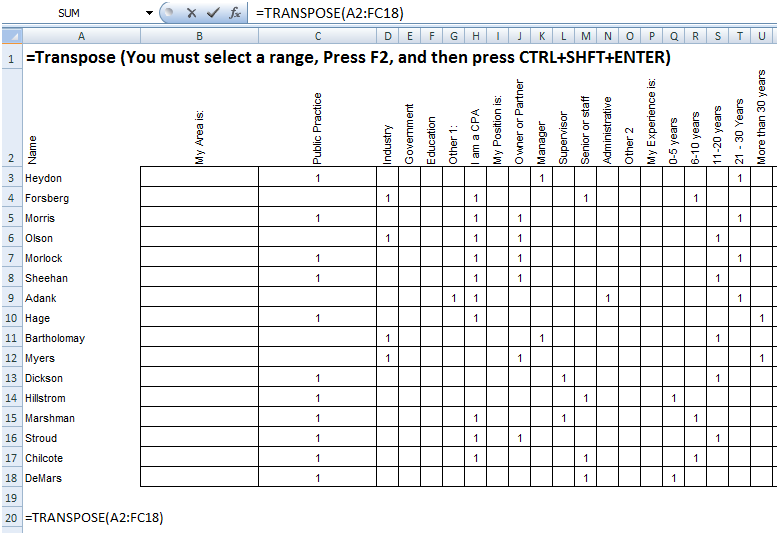 SUM =TRANSPOSE(A2:FC18)
A B C D E F G H I J K L M N O P Q R S T U
1 =Transpose (You must select a range, Press F2, and then press CTRL+SHFT+ENTER)
2 Name My Area is: Public Practice Industry Government Education Other 1: I am a CPA My Position is: Owner or Partner Manager Supervisor Senior or staff Administrative Other 2 My Experience is: 0-5 years 6-10 years 11-20 years 21 - 30 Years More than 30 years
3 Heydon 1 1 1
4 Forsberg 1 1 1 1
5 Morris 1 1 1 1
6 Olson 1 1 1 1
7 Morlock 1 1 1 1
8 Sheehan 1 1 1 1
9 Adank 1 1 1 1
10 Hage 1 1 1
11 Bartholomay 1 1 1
12 Myers 1 1 1
13 Dickson 1 1 1
14 Hillstrom 1 1 1
15 Marshman 1 1 1 1
16 Stroud 1 1 1 1
17 Chilcote 1 1 1 1
18 DeMars 1 1 1
19
20 =TRANSPOSE(A2:FC18)